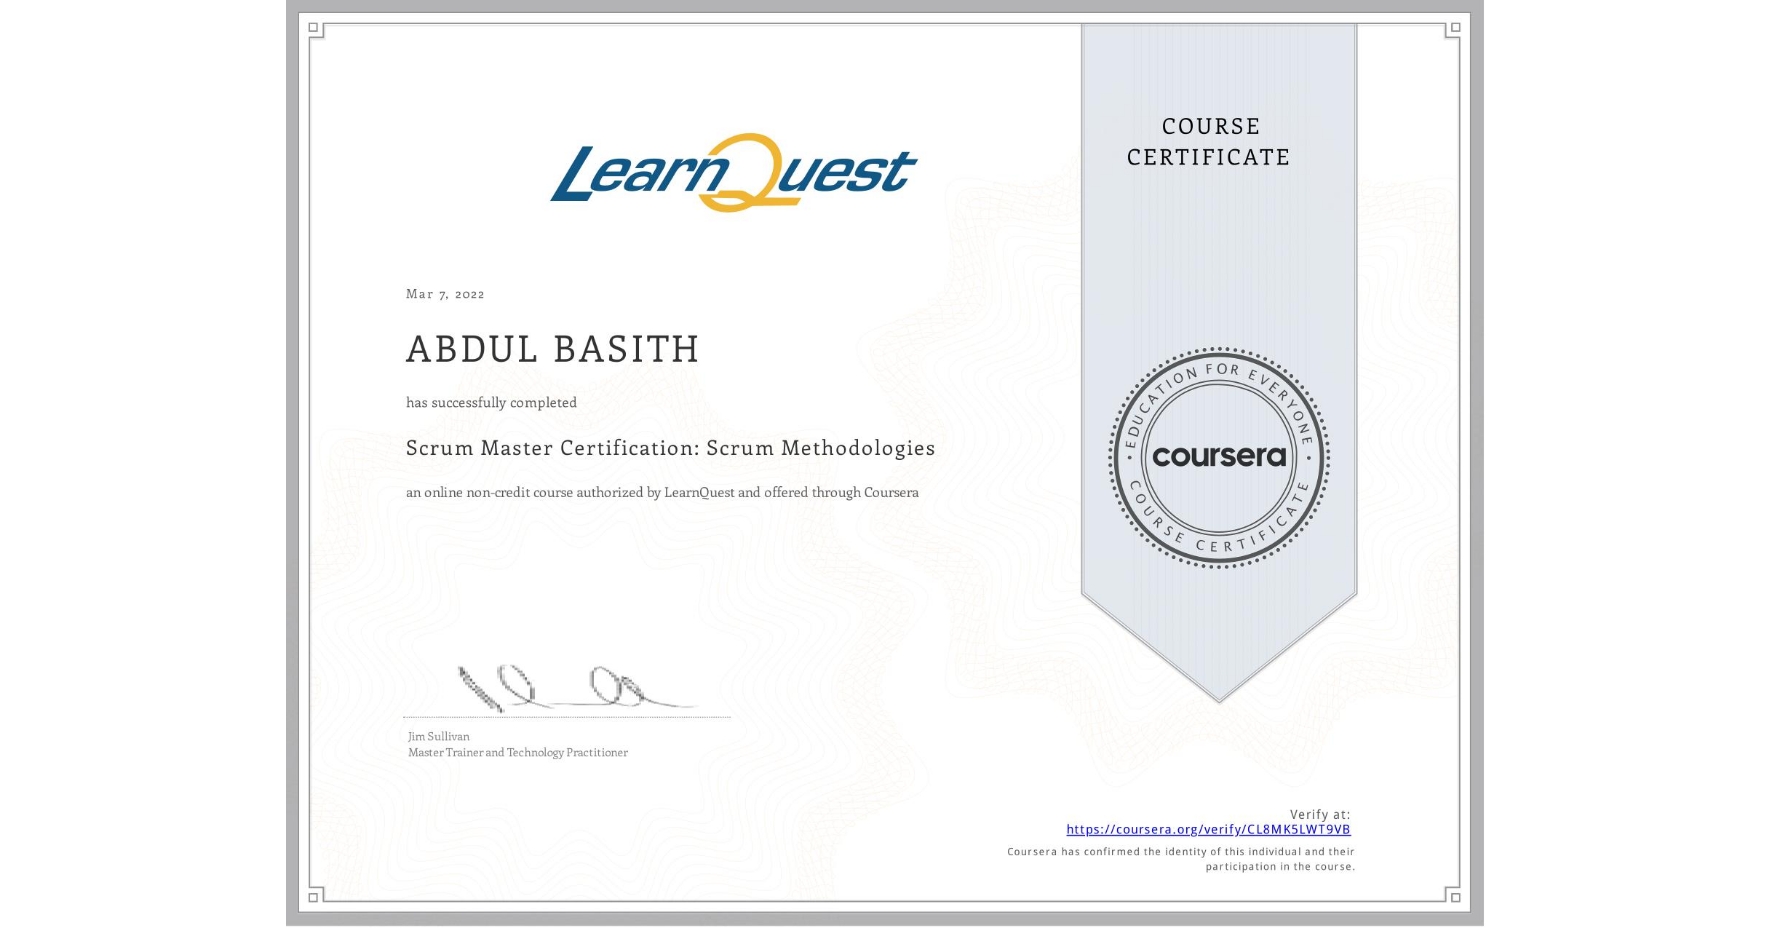 LearnQuest
COURSE
CERTIFICATE
Mar 7, 2022
ABDUL BASITH
has successfully completed
Scrum Master Certification: Scrum Methodologies
an online non-credit course authorized by LearnQuest and offered through Coursera
EDUCATION FOR EVERYONE
coursera
COURSE CERTIFICATE
Jim Sullivan
Master Trainer and Technology Practitioner
Verify at:
https://coursera.org/verify/CL8MK5LWT9VB
Coursera has confirmed the identity of this individual and their
participation in the course.